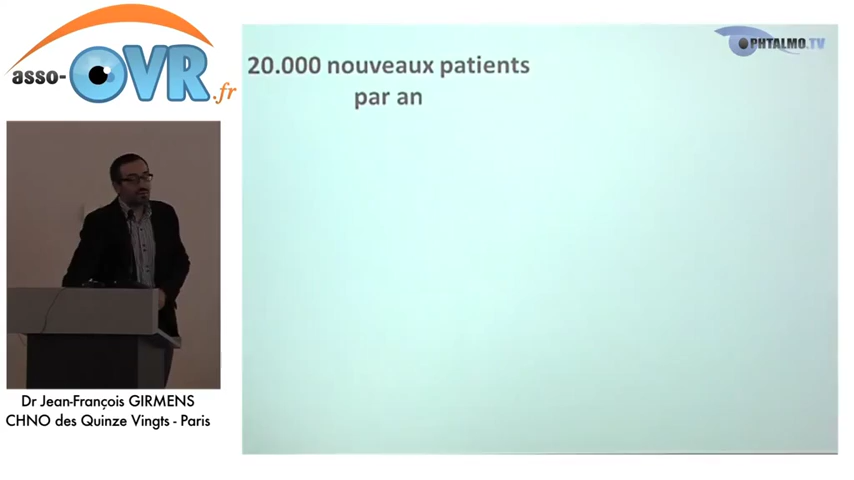 asso-OVR.fr
OPHTALMO.TV
20.000 nouveaux patients
par an
Dr Jean-François GIRMENS
CHNO des Quinze Vingts - Paris